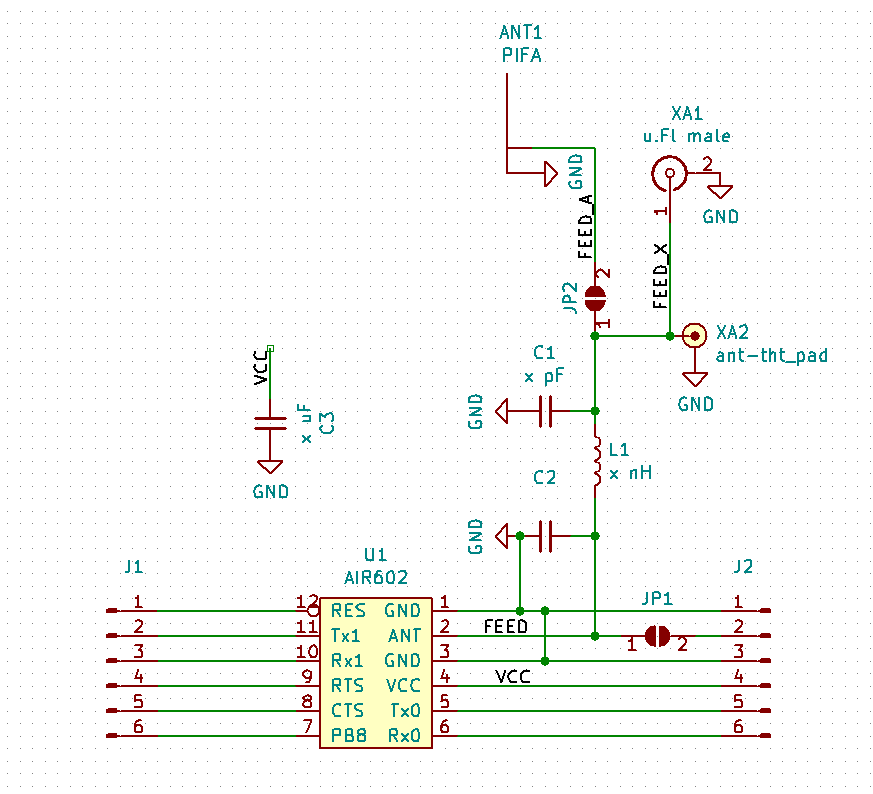 ANT1
PIFA
XA1
u.Fl male
2
GND
GND
1
FEED_A
FEED_X
2
JP2
1
XA2
ant-tht_pad
C1
x pF
VCC
GND
GND
x uF
C3
L1
x nH
C2
GND
GND
U1
AIR602
J1
J2
JP1
1 12 RES GND 1 1
2 11 Tx1 ANT 2 FEED 1 2 2
3 10 Rx1 GND 3 3
4 9 RTS VCC 4 VCC 4
5 8 CTS Tx0 5 5
6 7 PB8 Rx0 6 6